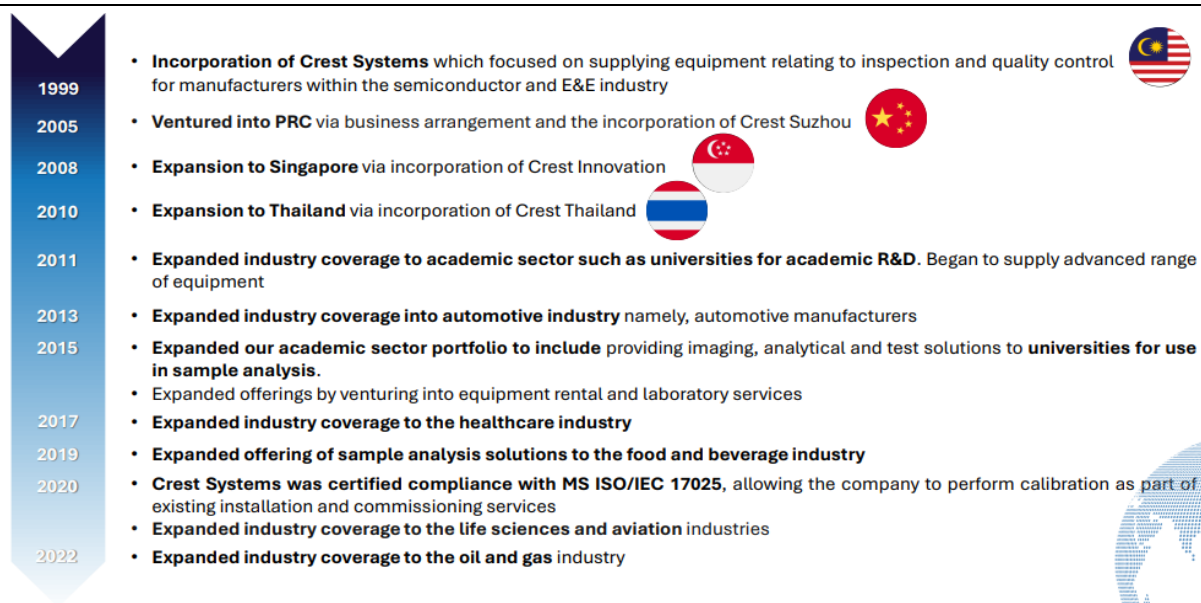 1999
• Incorporation of Crest Systems which focused on supplying equipment relating to inspection and quality control
for manufacturers within the semiconductor and E&E industry
2005
• Ventured into PRC via business arrangement and the incorporation of Crest Suzhou
2008
• Expansion to Singapore via incorporation of Crest Innovation
2010
• Expansion to Thailand via incorporation of Crest Thailand
2011
• Expanded industry coverage to academic sector such as universities for academic R&D. Began to supply advanced range
of equipment
2013
• Expanded industry coverage into automotive industry namely, automotive manufacturers
2015
• Expanded our academic sector portfolio to include providing imaging, analytical and test solutions to universities for use
in sample analysis.
• Expanded offerings by venturing into equipment rental and laboratory services
2017
• Expanded industry coverage to the healthcare industry
2019
• Expanded offering of sample analysis solutions to the food and beverage industry
2020
• Crest Systems was certified compliance with MS ISO/IEC 17025, allowing the company to perform calibration as part of
existing installation and commissioning services
• Expanded industry coverage to the life sciences and aviation industries
2022
• Expanded industry coverage to the oil and gas industry